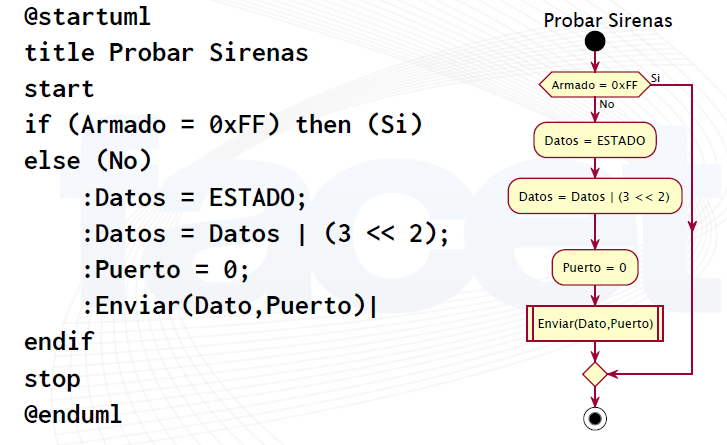 @startuml
title Probar Sirenas
start
if (Armado = 0xFF) then (Si)
else (No)
:Datos = ESTADO;
:Datos = Datos | (3 << 2);
:Puerto = 0;
:Enviar(Dato,Puerto)|
endif
stop
@enduml
Probar Sirenas
Armado = 0xFF
Si
No
Datos = ESTADO
Datos = Datos | (3 << 2)
Puerto = 0
Enviar(Dato,Puerto)
facet